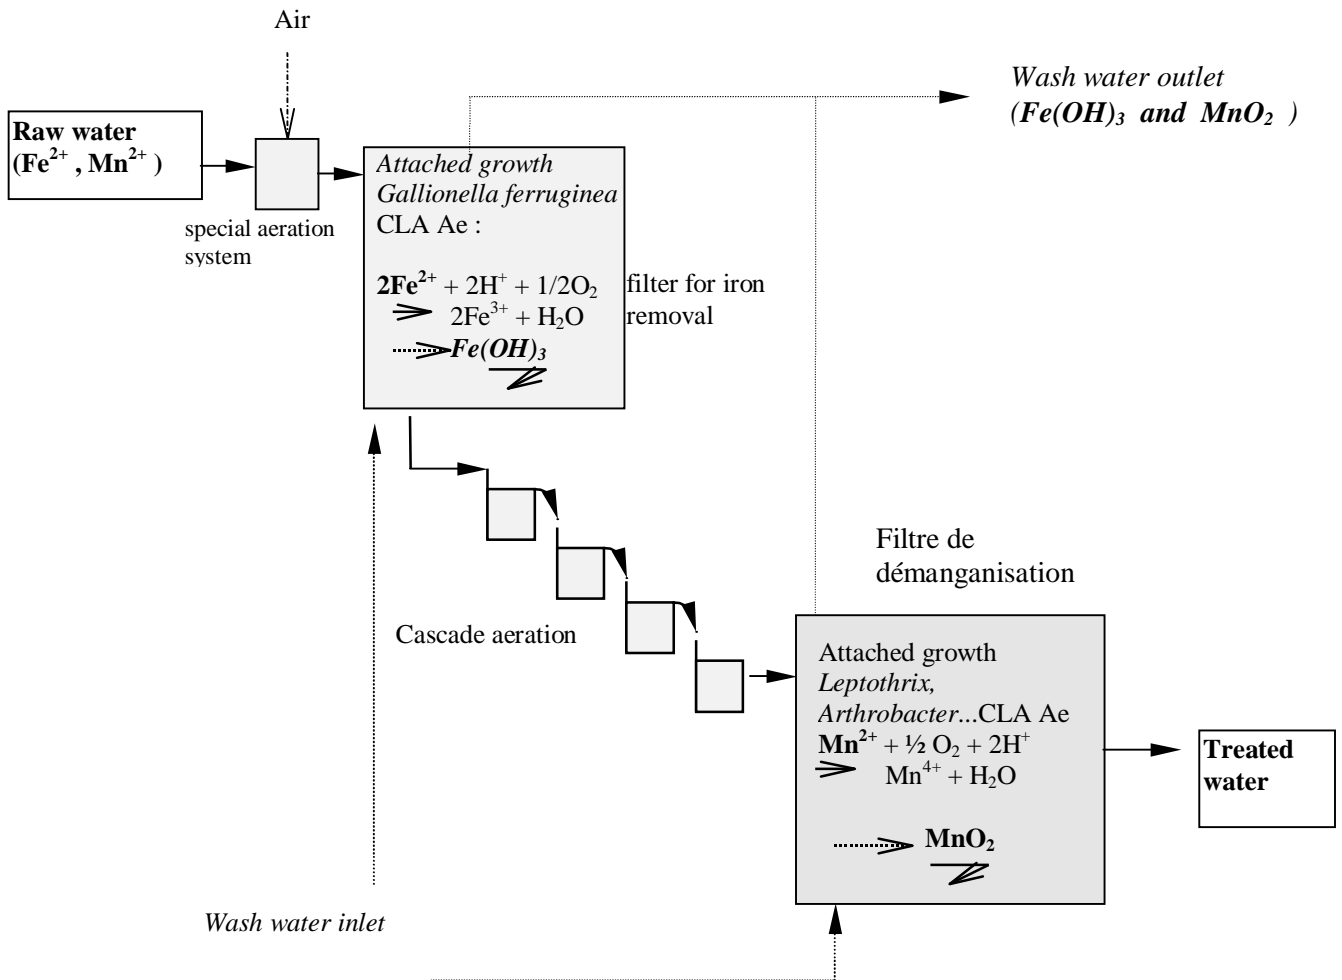 Air
Wash water outlet
(Fe(OH)₃ and MnO₂ )
Raw water
(Fe²⁺ , Mn²⁺ )
special aeration
system
Attached growth
Gallionella ferruginea
CLA Ae :
2Fe²⁺ + 2H⁺ + 1/2O₂
2Fe³⁺ + H₂O
Fe(OH)₃
filter for iron
removal
Cascade aeration
Filtre de
démanganisation
Attached growth
Leptothrix,
Arthrobacter...CLA Ae
Mn²⁺ + ½ O₂ + 2H⁺
Mn⁴⁺ + H₂O
MnO₂
Treated
water
Wash water inlet